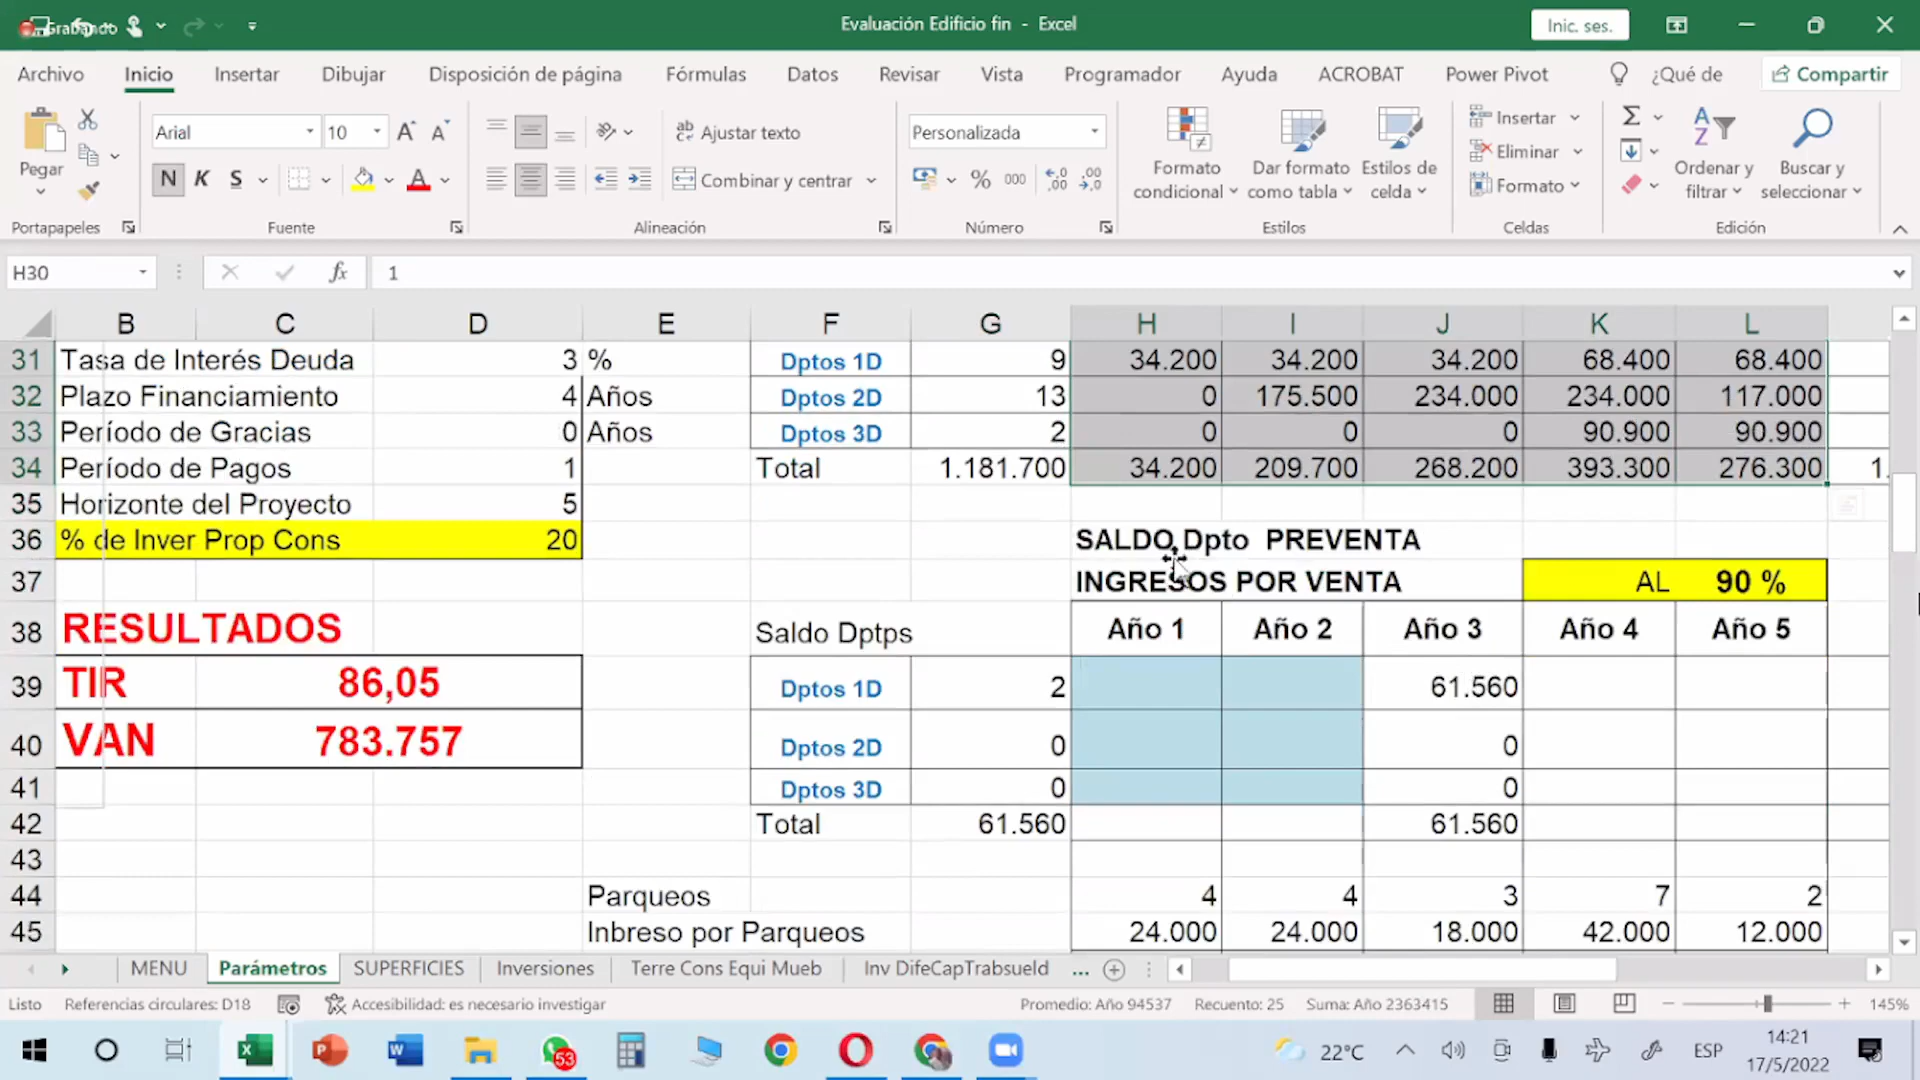 Grabando
Evaluación Edificio fin - Excel
Inic. ses.
Archivo Inicio Insertar Dibujar Disposición de página Fórmulas Datos Revisar Vista Programador Ayuda ACROBAT Power Pivot ¿Qué de Compartir
Pegar
Portapapeles
Arial 10
N K S
Fuente
Ajustar texto
Combinar y centrar
Alineación
Personalizada
% 000
Número
Formato condicional
Dar formato como tabla
Estilos de celda
Estilos
Insertar
Eliminar
Formato
Celdas
Ordenar y filtrar
Buscar y seleccionar
Edición
H30 fx 1
B C D E F G H I J K L
31 Tasa de Interés Deuda 3 % Dptos 1D 9 34.200 34.200 34.200 68.400 68.400
32 Plazo Financiamiento 4 Años Dptos 2D 13 0 175.500 234.000 234.000 117.000
33 Período de Gracias 0 Años Dptos 3D 2 0 0 0 90.900 90.900
34 Período de Pagos 1 Total 1.181.700 34.200 209.700 268.200 393.300 276.300 1.
35 Horizonte del Proyecto 5
36 % de Inver Prop Cons 20 SALDO Dpto PREVENTA
37 INGRESOS POR VENTA AL 90 %
38 RESULTADOS Saldo Dptps Año 1 Año 2 Año 3 Año 4 Año 5
39 TIR 86,05 Dptos 1D 2 61.560
40 VAN 783.757 Dptos 2D 0 0
41 Dptos 3D 0 0
42 Total 61.560 61.560
43
44 Parqueos 4 4 3 7 2
45 Inbreso por Parqueos 24.000 24.000 18.000 42.000 12.000
MENU Parámetros SUPERFICIES Inversiones Terre Cons Equi Mueb Inv DifeCapTrabsueld ...
Listo Referencias circulares: D18 Accesibilidad: es necesario investigar Promedio: Año 94537 Recuento: 25 Suma: Año 2363415 145%
53 22°C ESP 14:21
17/5/2022